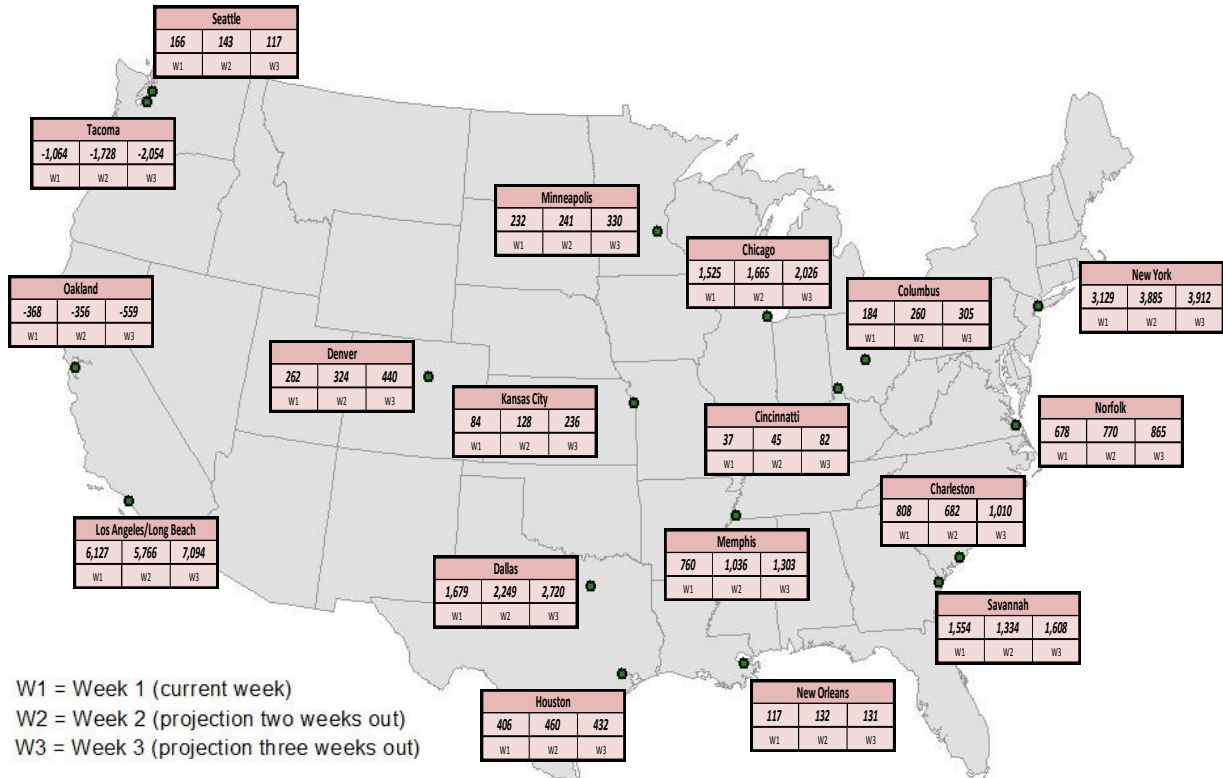 Seattle
166 143 117
W1 W2 W3
Tacoma
-1,064 -1,728 -2,054
W1 W2 W3
Minneapolis
232 241 330
W1 W2 W3
Chicago
1,525 1,665 2,026
W1 W2 W3
New York
3,129 3,885 3,912
W1 W2 W3
Oakland
-368 -356 -559
W1 W2 W3
Columbus
184 260 305
W1 W2 W3
Denver
262 324 440
W1 W2 W3
Kansas City
84 128 236
W1 W2 W3
Cincinnatti
37 45 82
W1 W2 W3
Norfolk
678 770 865
W1 W2 W3
Charleston
808 682 1,010
W1 W2 W3
Los Angeles/Long Beach
6,127 5,766 7,094
W1 W2 W3
Memphis
760 1,036 1,303
W1 W2 W3
Dallas
1,679 2,249 2,720
W1 W2 W3
Savannah
1,554 1,334 1,608
W1 W2 W3
New Orleans
117 132 131
W1 W2 W3
Houston
406 460 432
W1 W2 W3
W1 = Week 1 (current week)
W2 = Week 2 (projection two weeks out)
W3 = Week 3 (projection three weeks out)